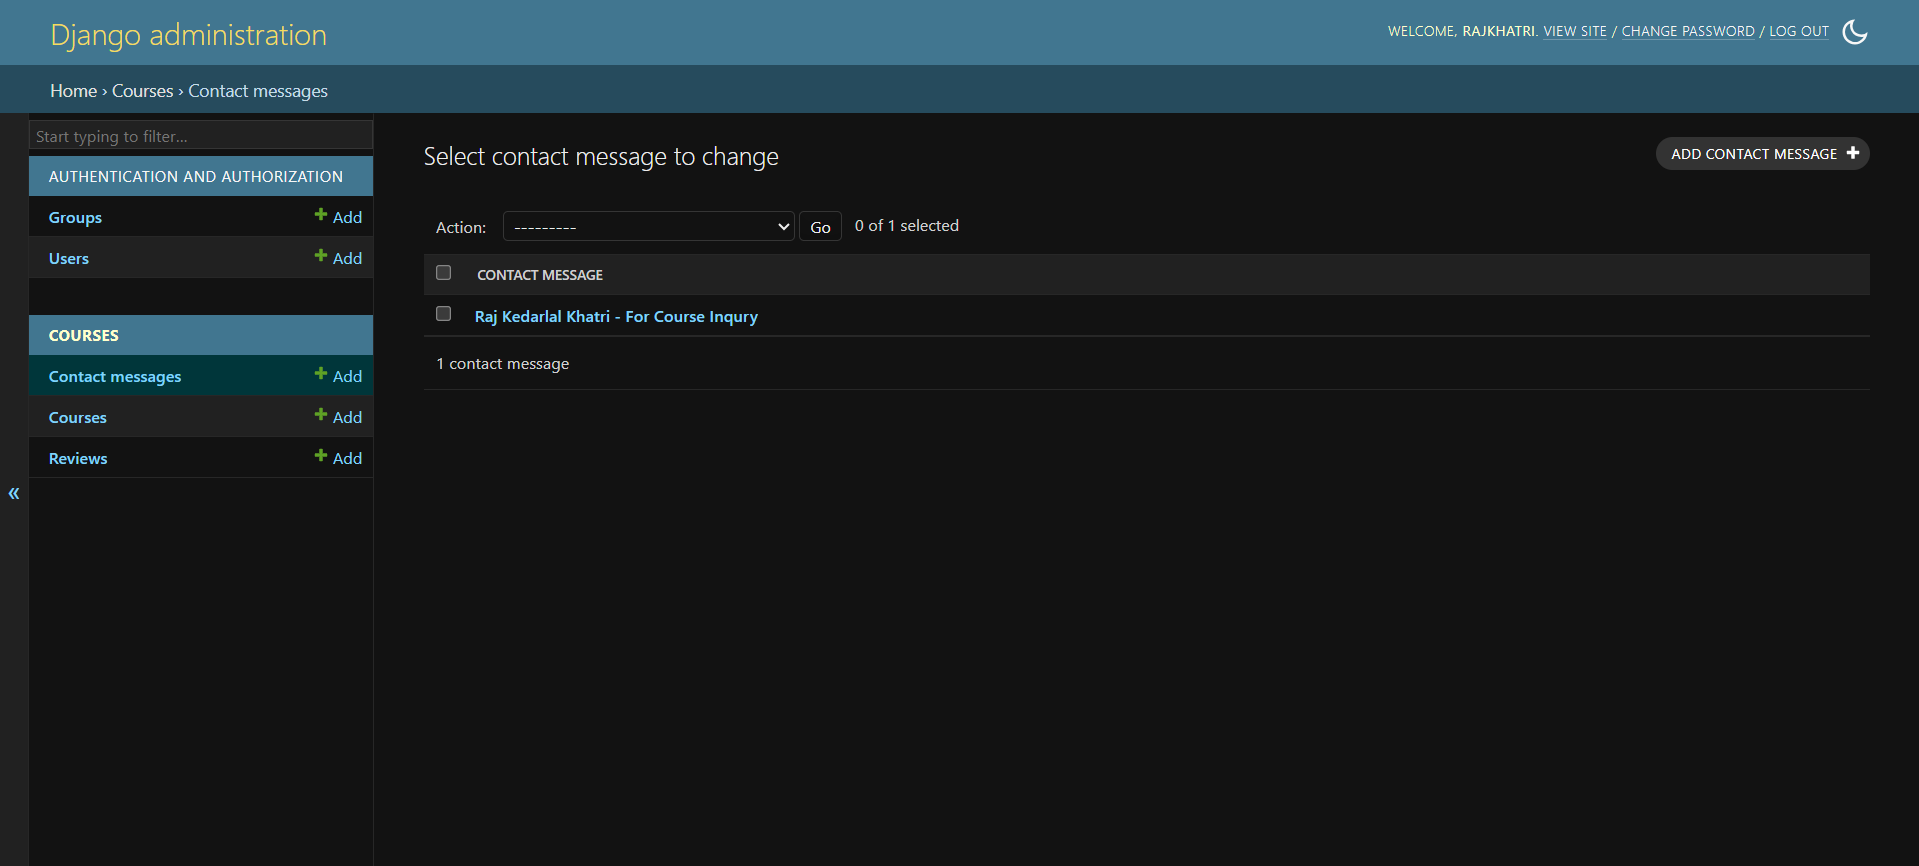 Django administration
WELCOME, RAJKHATRI. VIEW SITE / CHANGE PASSWORD / LOG OUT
Home › Courses › Contact messages
Start typing to filter...
AUTHENTICATION AND AUTHORIZATION
Groups + Add
Users + Add
COURSES
Contact messages + Add
Courses + Add
Reviews + Add
«
Select contact message to change
ADD CONTACT MESSAGE +
Action: --------- Go 0 of 1 selected
CONTACT MESSAGE
Raj Kedarlal Khatri - For Course Inqury
1 contact message